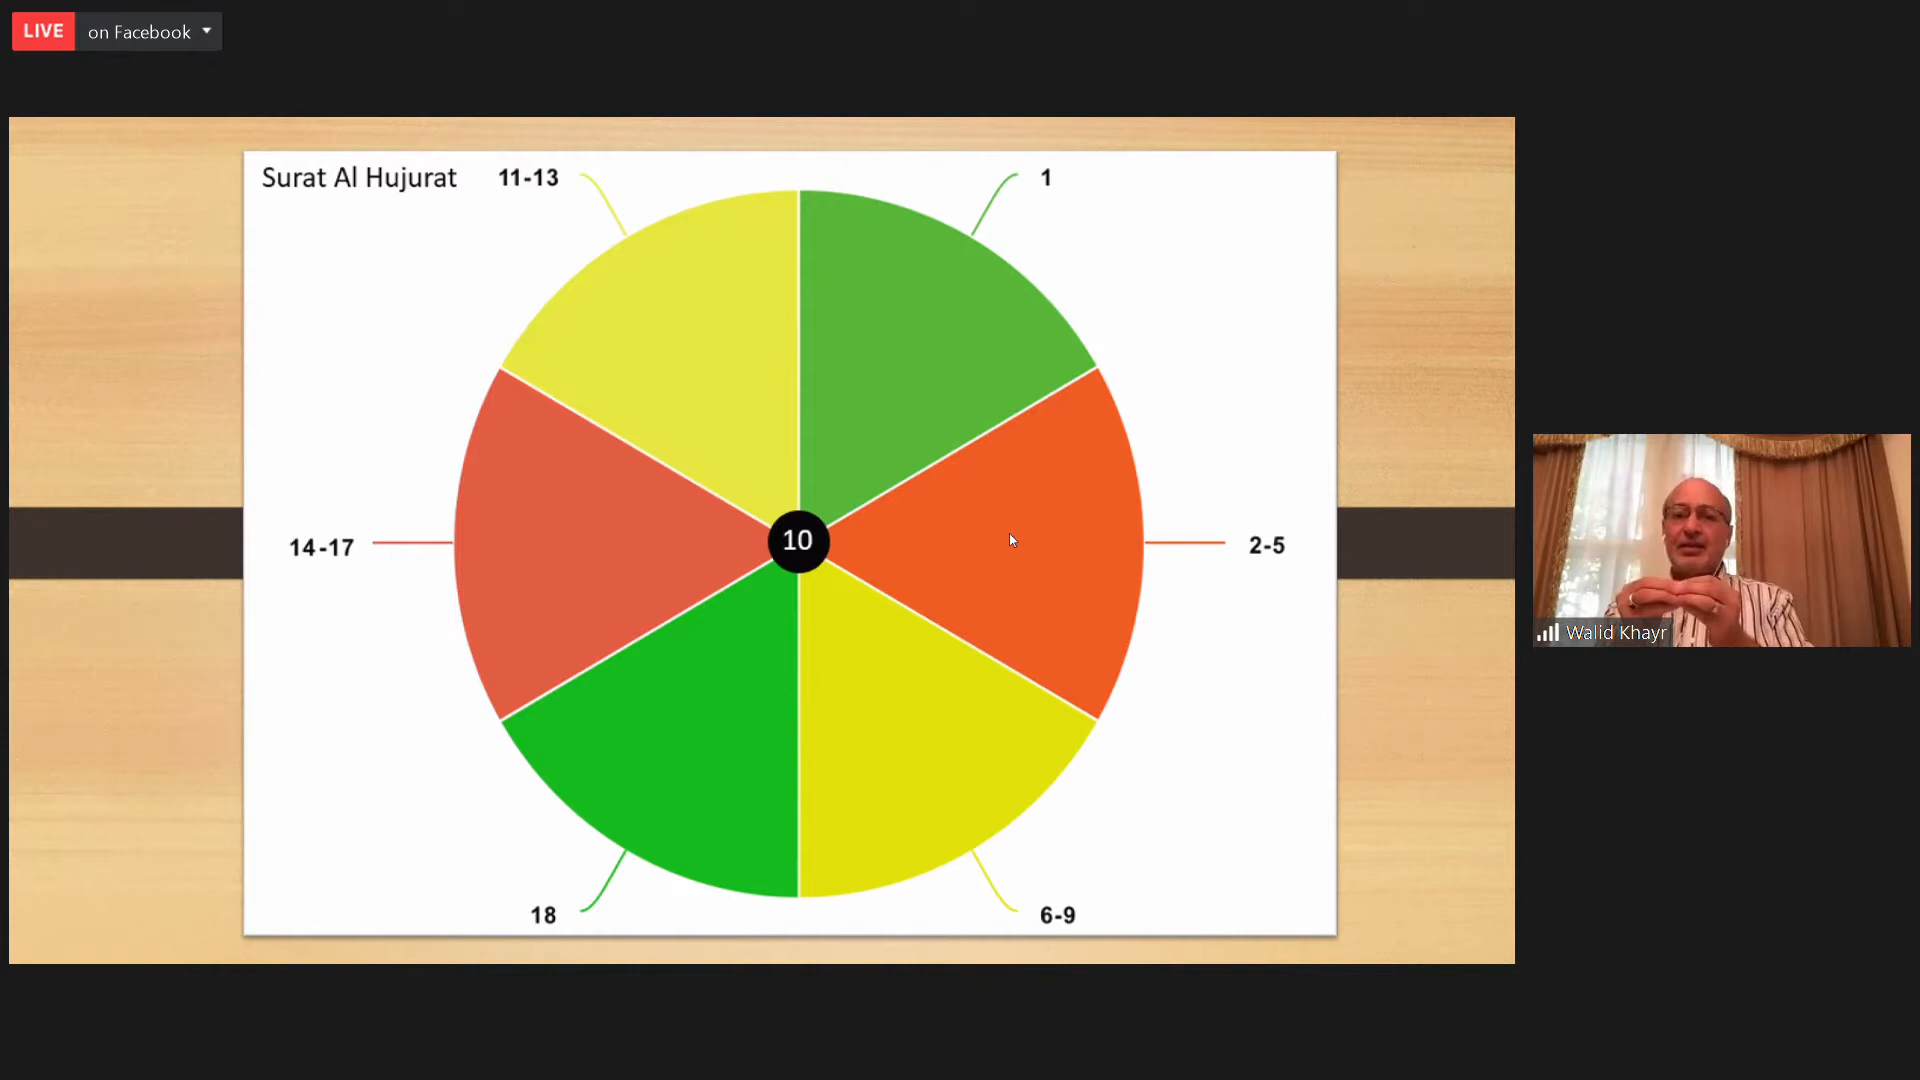 LIVE on Facebook
Surat Al Hujurat
11-13
1
14-17
10
2-5
18
6-9
Walid Khayr